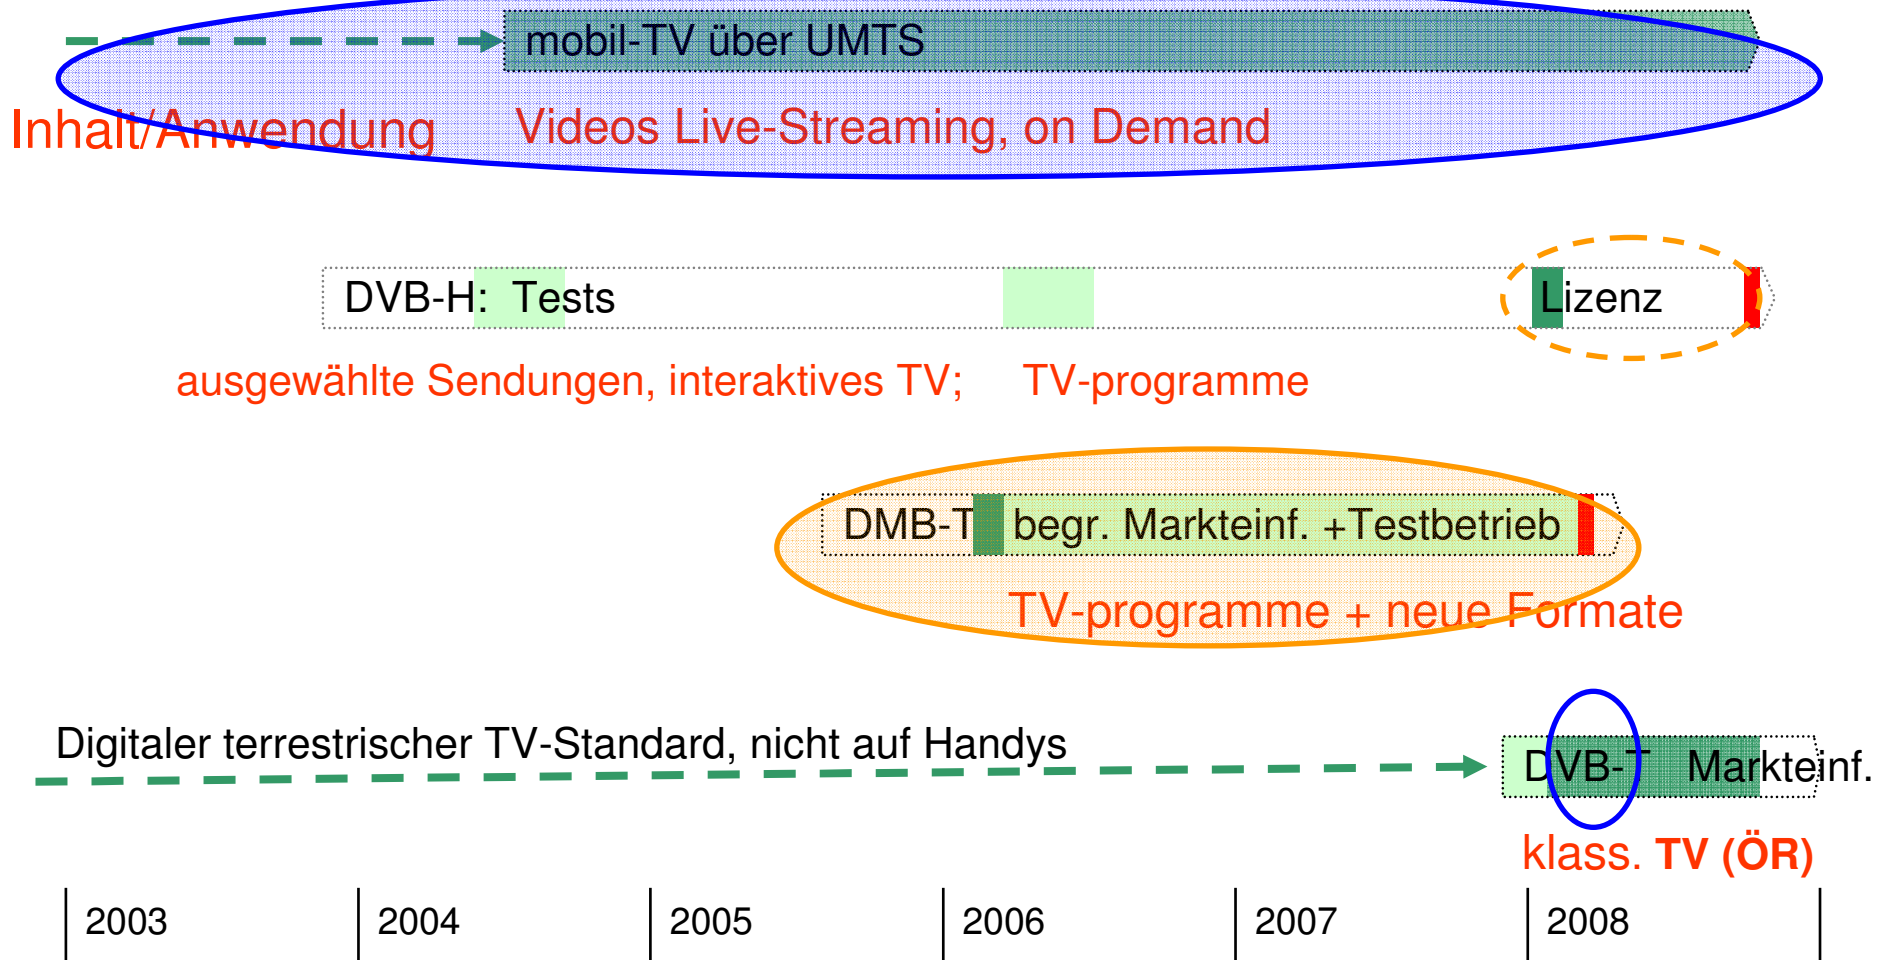 mobil-TV über UMTS
Inhalt/Anwendung Videos Live-Streaming, on Demand
DVB-H: Tests Lizenz
ausgewählte Sendungen, interaktives TV; TV-programme
DMB-T begr. Markteinf. +Testbetrieb
TV-programme + neue Formate
Digitaler terrestrischer TV-Standard, nicht auf Handys
DVB-T Markteinf.
klass. TV (ÖR)
2003 2004 2005 2006 2007 2008